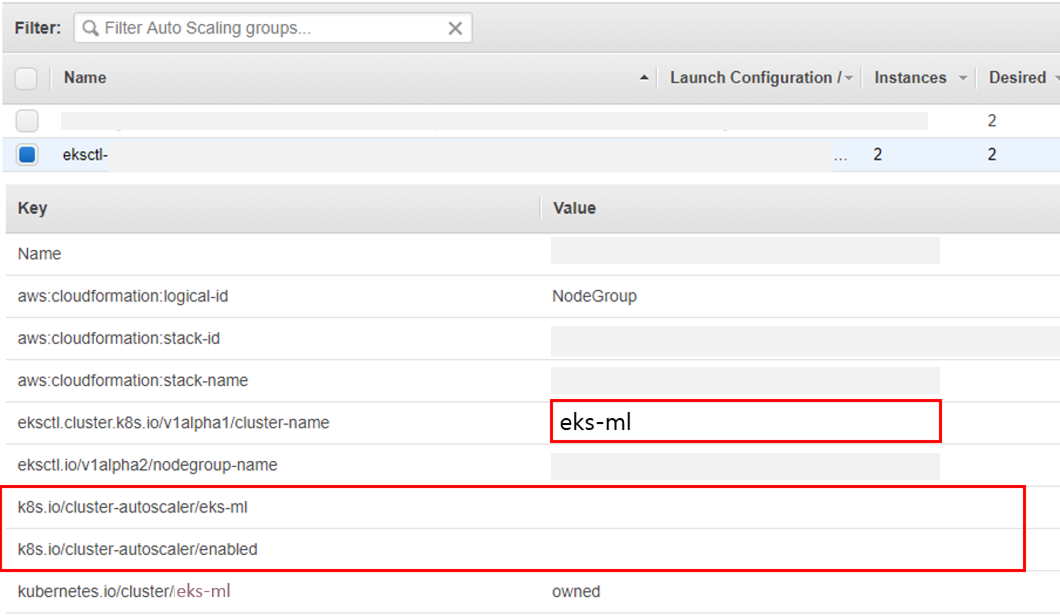 Filter: Filter Auto Scaling groups...
Name Launch Configuration / Instances Desired
2
eksctl- ... 2 2
Key Value
Name
aws:cloudformation:logical-id NodeGroup
aws:cloudformation:stack-id
aws:cloudformation:stack-name
eksctl.cluster.k8s.io/v1alpha1/cluster-name eks-ml
eksctl.io/v1alpha2/nodegroup-name
k8s.io/cluster-autoscaler/eks-ml
k8s.io/cluster-autoscaler/enabled
kubernetes.io/cluster/eks-ml owned